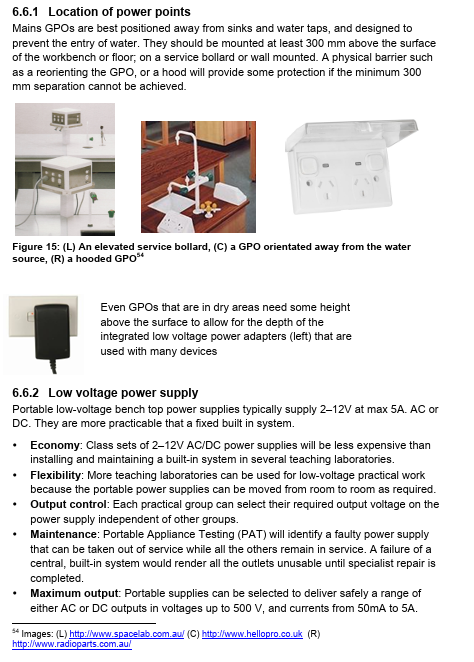 6.6.1 Location of power points
Mains GPOs are best positioned away from sinks and water taps, and designed to
prevent the entry of water. They should be mounted at least 300 mm above the surface
of the workbench or floor; on a service bollard or wall mounted. A physical barrier such
as a reorienting the GPO, or a hood will provide some protection if the minimum 300
mm separation cannot be achieved.
Figure 15: (L) An elevated service bollard, (C) a GPO orientated away from the water
source, (R) a hooded GPO54
Even GPOs that are in dry areas need some height
above the surface to allow for the depth of the
integrated low voltage power adapters (left) that are
used with many devices
6.6.2 Low voltage power supply
Portable low-voltage bench top power supplies typically supply 2–12V at max 5A. AC or
DC. They are more practicable that a fixed built in system.
• Economy: Class sets of 2–12V AC/DC power supplies will be less expensive than
installing and maintaining a built-in system in several teaching laboratories.
• Flexibility: More teaching laboratories can be used for low-voltage practical work
because the portable power supplies can be moved from room to room as required.
• Output control: Each practical group can select their required output voltage on the
power supply independent of other groups.
• Maintenance: Portable Appliance Testing (PAT) will identify a faulty power supply
that can be taken out of service while all the others remain in service. A failure of a
central, built-in system would render all the outlets unusable until specialist repair is
completed.
• Maximum output: Portable supplies can be selected to deliver safely a range of
either AC or DC outputs in voltages up to 500 V, and currents from 50mA to 5A.
54 Images: (L) http://www.spacelab.com.au/ (C) http://www.hellopro.co.uk (R)
http://www.radioparts.com.au/